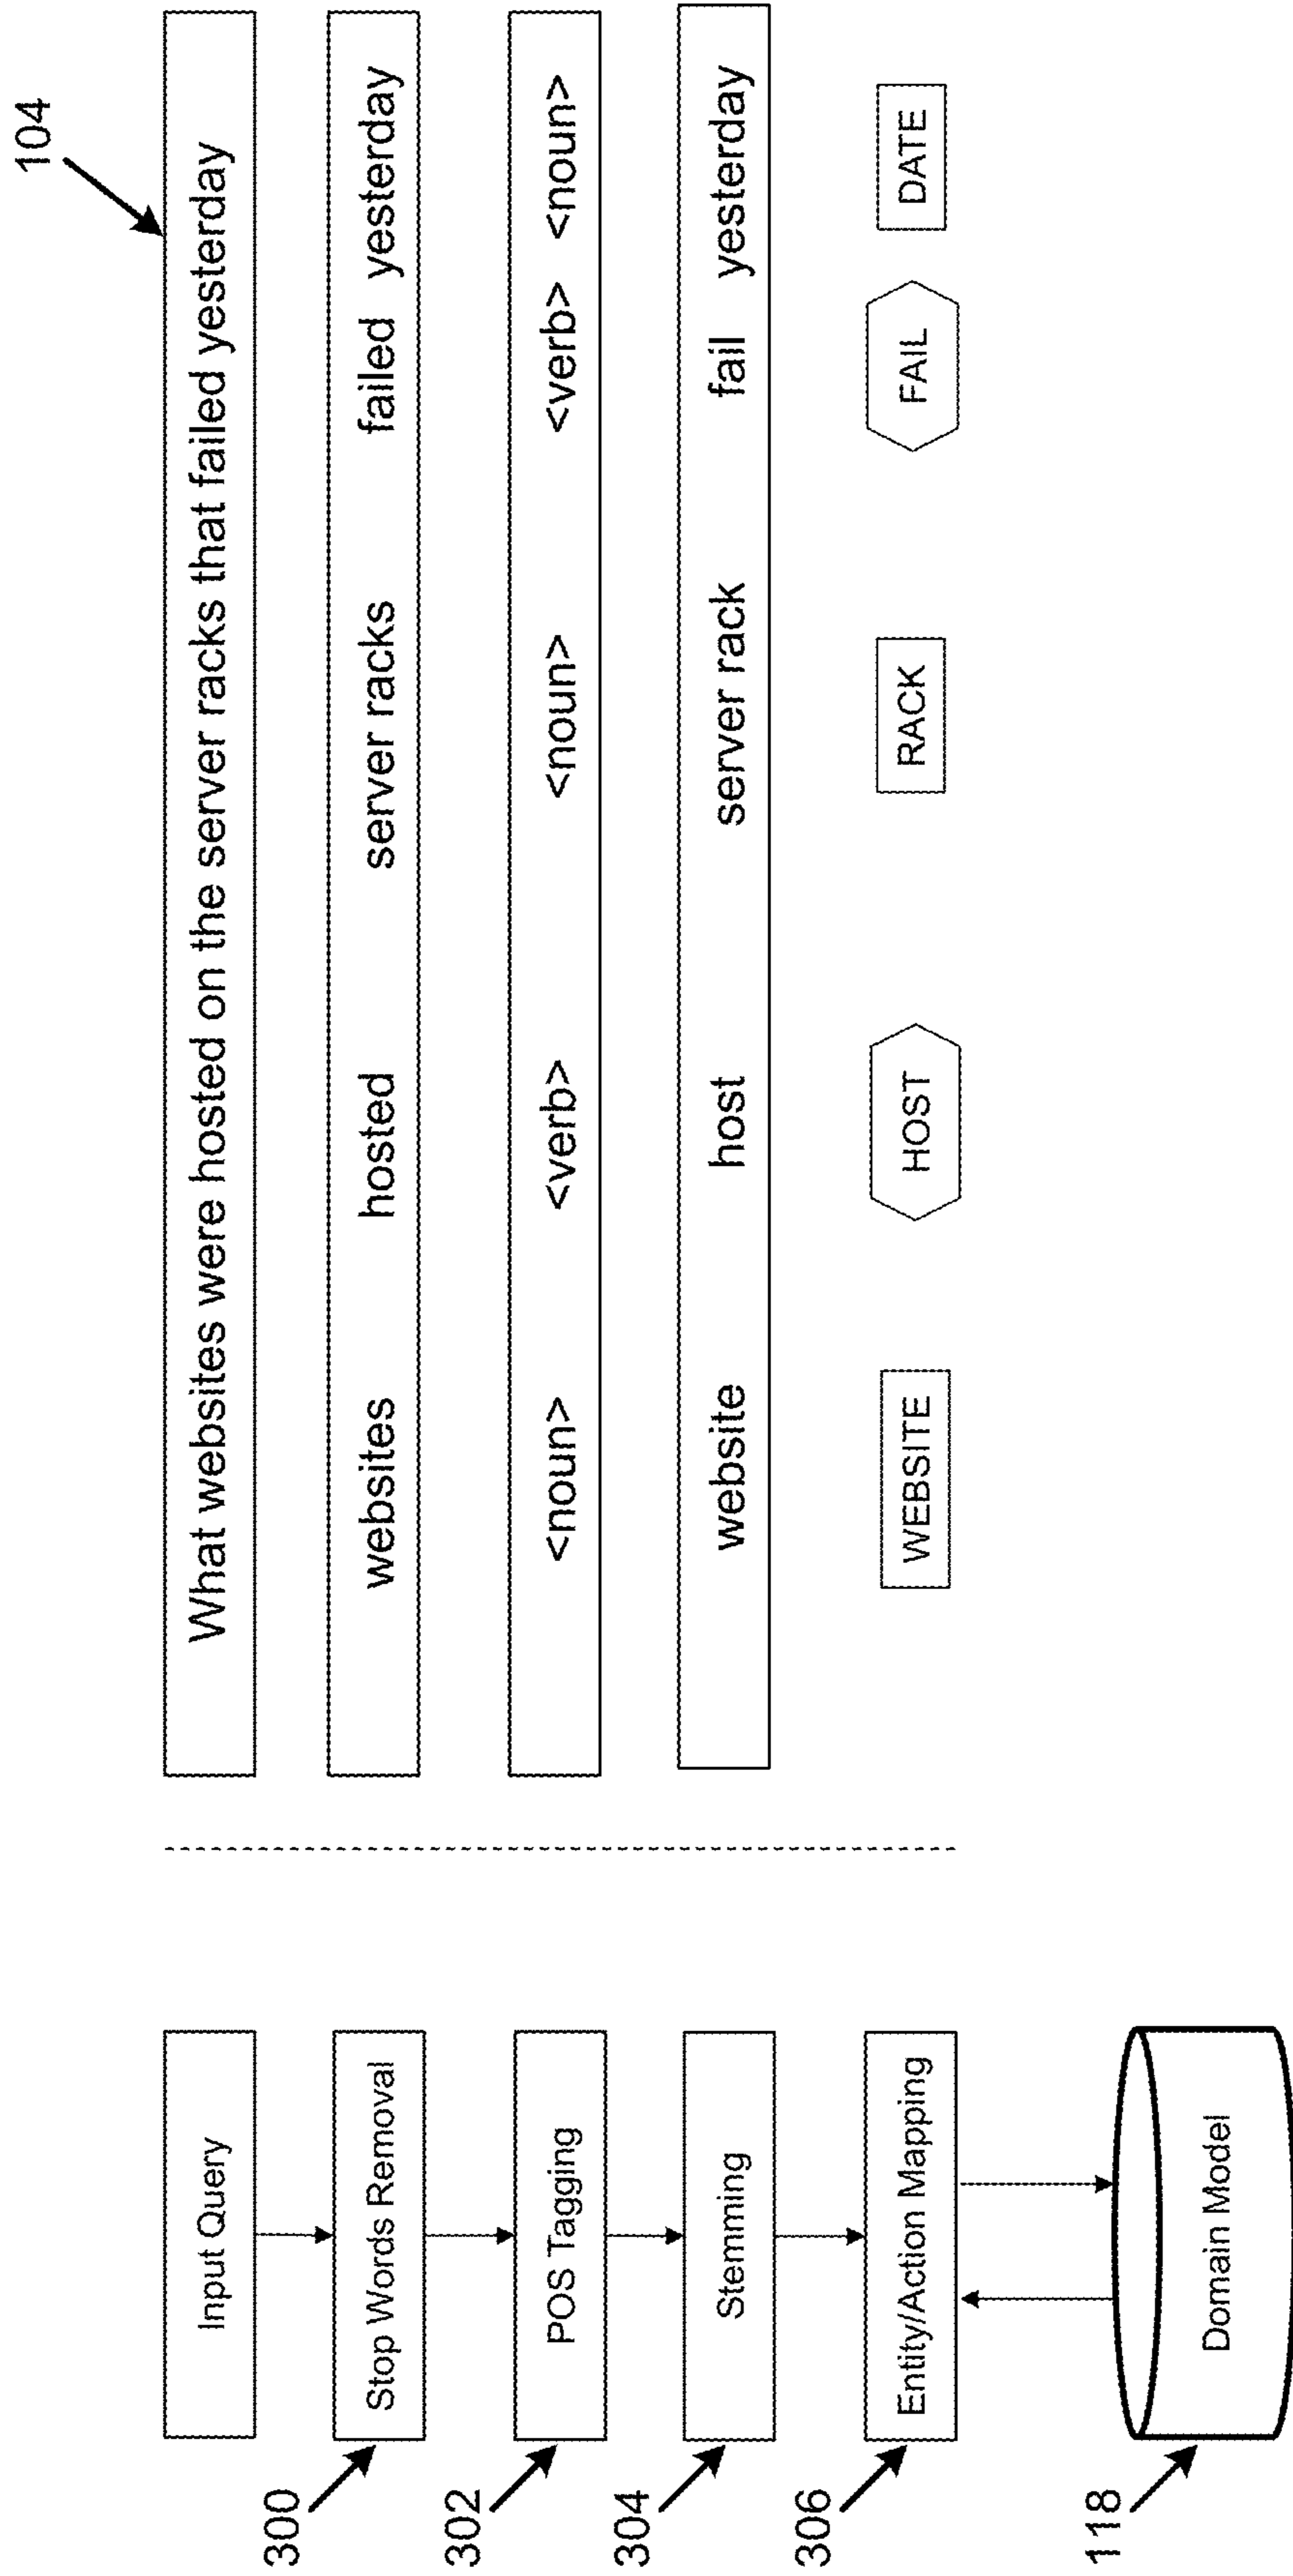 104
Input Query
What websites were hosted on the server racks that failed yesterday
300
Stop Words Removal
websites hosted server racks failed yesterday
302
POS Tagging
<noun> <verb> <noun> <verb> <noun>
304
Stemming
website host server rack fail yesterday
306
Entity/Action Mapping
WEBSITE HOST RACK FAIL DATE
118
Domain Model